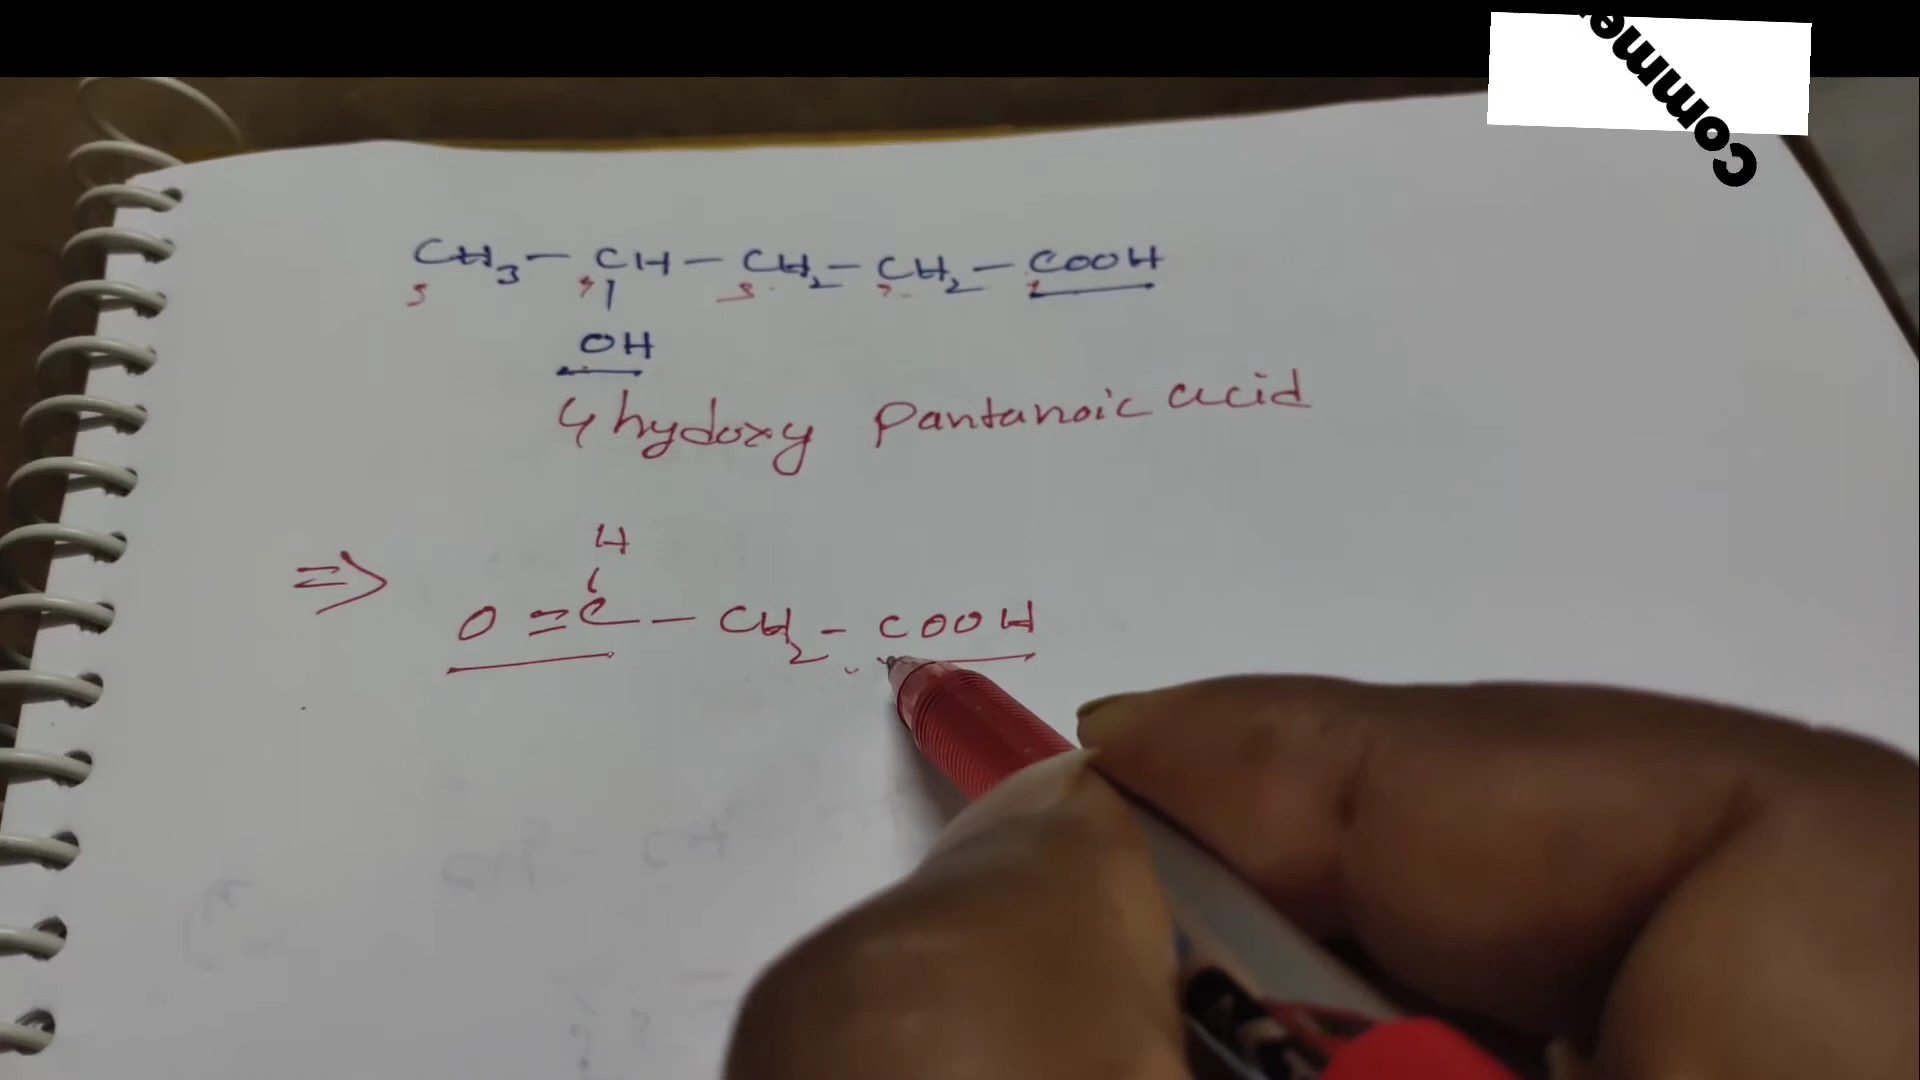 Comme
CH3 - CH - CH2 - CH2 - COOH
5 4 3 2 1
OH
4 hydoxy Pantanoic acid
H
⇒ O = C - CH2 - COOH